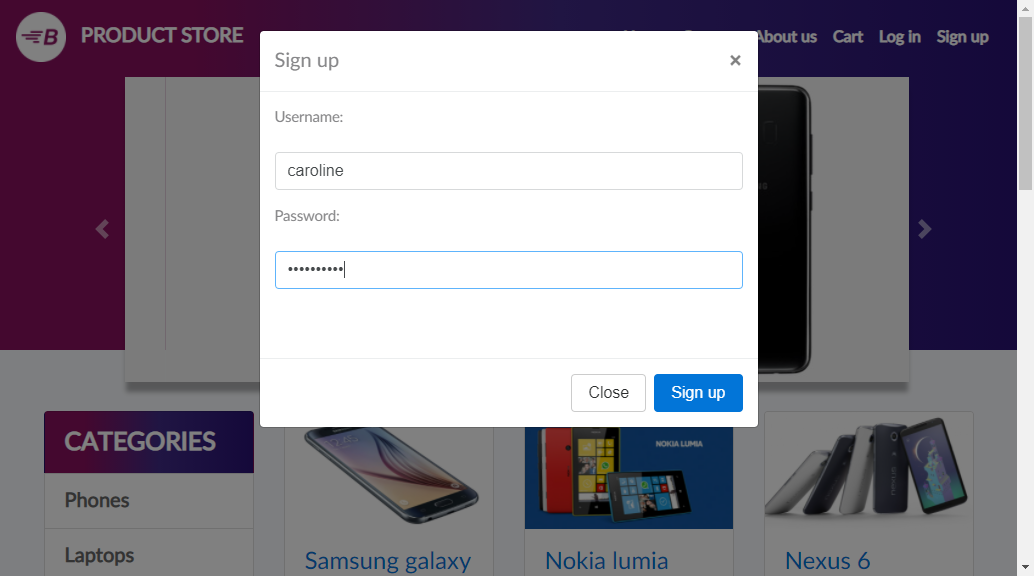 PRODUCT STORE
About us Cart Log in Sign up
Sign up
×
Username:
caroline
Password:
••••••••••
Close Sign up
CATEGORIES
Phones
Laptops
NOKIA LUMIA
Samsung galaxy
Nokia lumia
Nexus 6